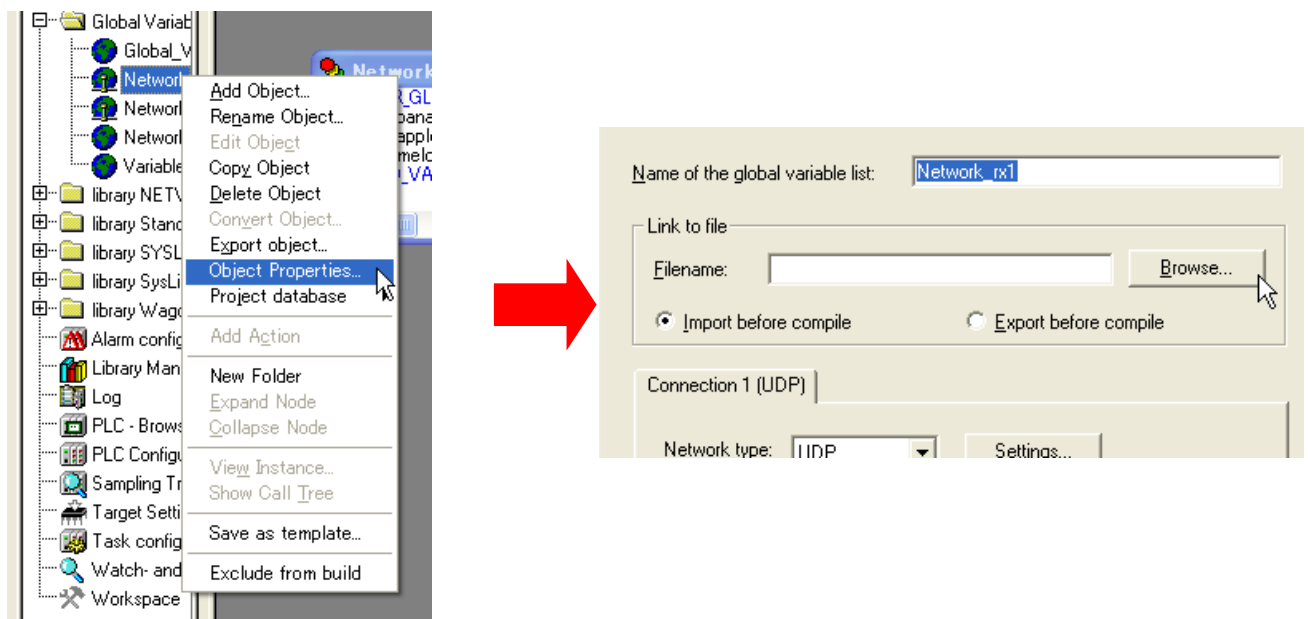 Global Variab
Global_V
Network
Network
Network
Variable
library NETV
library Stand
library SYSL
library SysLi
library Wago
Alarm config
Library Man
Log
PLC - Brows
PLC Configu
Sampling Tr
Target Setti
Task config
Watch- and
Workspace
Network
R_GL
bana
apple
melo
_VA
Add Object...
Rename Object...
Edit Object
Copy Object
Delete Object
Convert Object...
Export object...
Object Properties...
Project database
Add Action
New Folder
Expand Node
Collapse Node
View Instance...
Show Call Tree
Save as template...
Exclude from build
Name of the global variable list: Network_rx1
Link to file
Filename: Browse...
Import before compile Export before compile
Connection 1 (UDP)
Network type: UDP Settings...